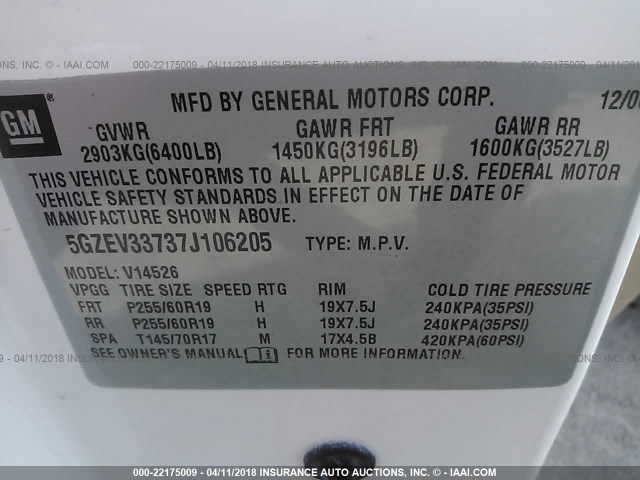 000-22175009 - 04/11/2018 INSURANCE AUTO AUCTIONS, INC. - IAAI.COM
GM ®
MFD BY GENERAL MOTORS CORP. 12/0
GVWR GAWR FRT GAWR RR
2903KG(6400LB) 1450KG(3196LB) 1600KG(3527LB)
THIS VEHICLE CONFORMS TO ALL APPLICABLE U.S. FEDERAL MOTOR
VEHICLE SAFETY STANDARDS IN EFFECT ON THE DATE OF
MANUFACTURE SHOWN ABOVE.
5GZEV33737J106205 TYPE: M.P.V.
MODEL: V14526
VPGG TIRE SIZE SPEED RTG RIM COLD TIRE PRESSURE
FRT P255/60R19 H 19X7.5J 240KPA(35PSI)
RR P255/60R19 H 19X7.5J 240KPA(35PSI)
SPA T145/70R17 M 17X4.5B 420KPA(60PSI)
SEE OWNER'S MANUAL i FOR MORE INFORMATION.
000-22175009 - 04/11/2018 INSURANCE AUTO AUCTIONS, INC. - IAAI.COM